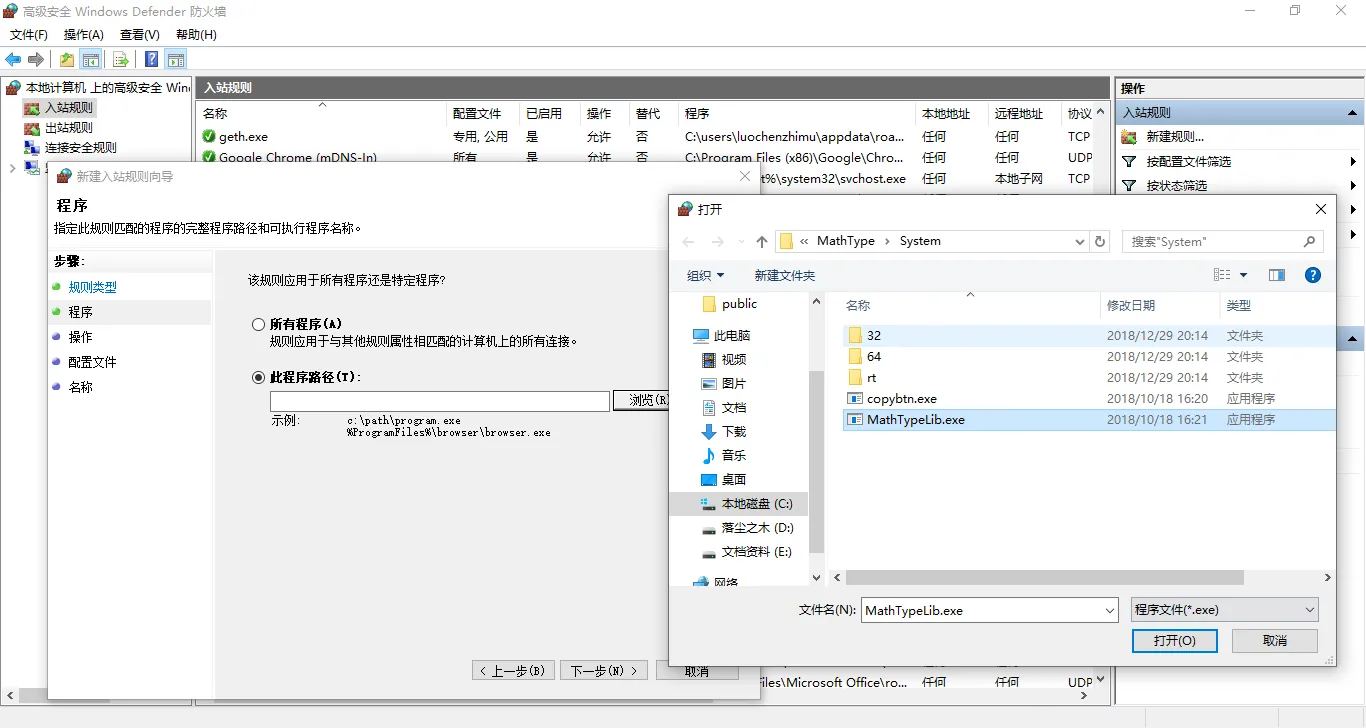 高级安全 Windows Defender 防火墙
文件(F) 操作(A) 查看(V) 帮助(H)
本地计算机 上的高级安全 Win
入站规则
出站规则
连接安全规则
入站规则
名称 配置文件 已启用 操作 替代 程序 本地地址 远程地址 协议
geth.exe 专用, 公用 是 允许 否 C:\users\luochenzhimu\appdata\roa... 任何 任何 TCP
Google Chrome (mDNS-In) 所有 是 允许 否 C:\Program Files (x86)\Google\Chro... 任何 任何 UDP
t%\system32\svchost.exe 任何 本地子网 TCP
操作
入站规则
新建规则...
按配置文件筛选
按状态筛选
新建入站规则向导
程序
指定此规则匹配的程序的完整程序路径和可执行程序名称。
步骤:
规则类型
程序
操作
配置文件
名称
该规则应用于所有程序还是特定程序?
所有程序(A)
规则应用于与其他规则属性相匹配的计算机上的所有连接。
此程序路径(T):
浏览(R
示例: c:\path\program.exe
%ProgramFiles%\browser\browser.exe
< 上一步(B) 下一步(N) > 取消
打开
« MathType › System
搜索"System"
组织 新建文件夹
public
此电脑
视频
图片
文档
下载
音乐
桌面
本地磁盘 (C:)
落尘之木 (D:)
文档资料 (E:)
网络
名称 修改日期 类型
32 2018/12/29 20:14 文件夹
64 2018/12/29 20:14 文件夹
rt 2018/12/29 20:14 文件夹
copybtn.exe 2018/10/18 16:20 应用程序
MathTypeLib.exe 2018/10/18 16:21 应用程序
文件名(N): MathTypeLib.exe 程序文件(*.exe)
打开(O) 取消
Files\Microsoft Office\ro... 任何 任何 UDP